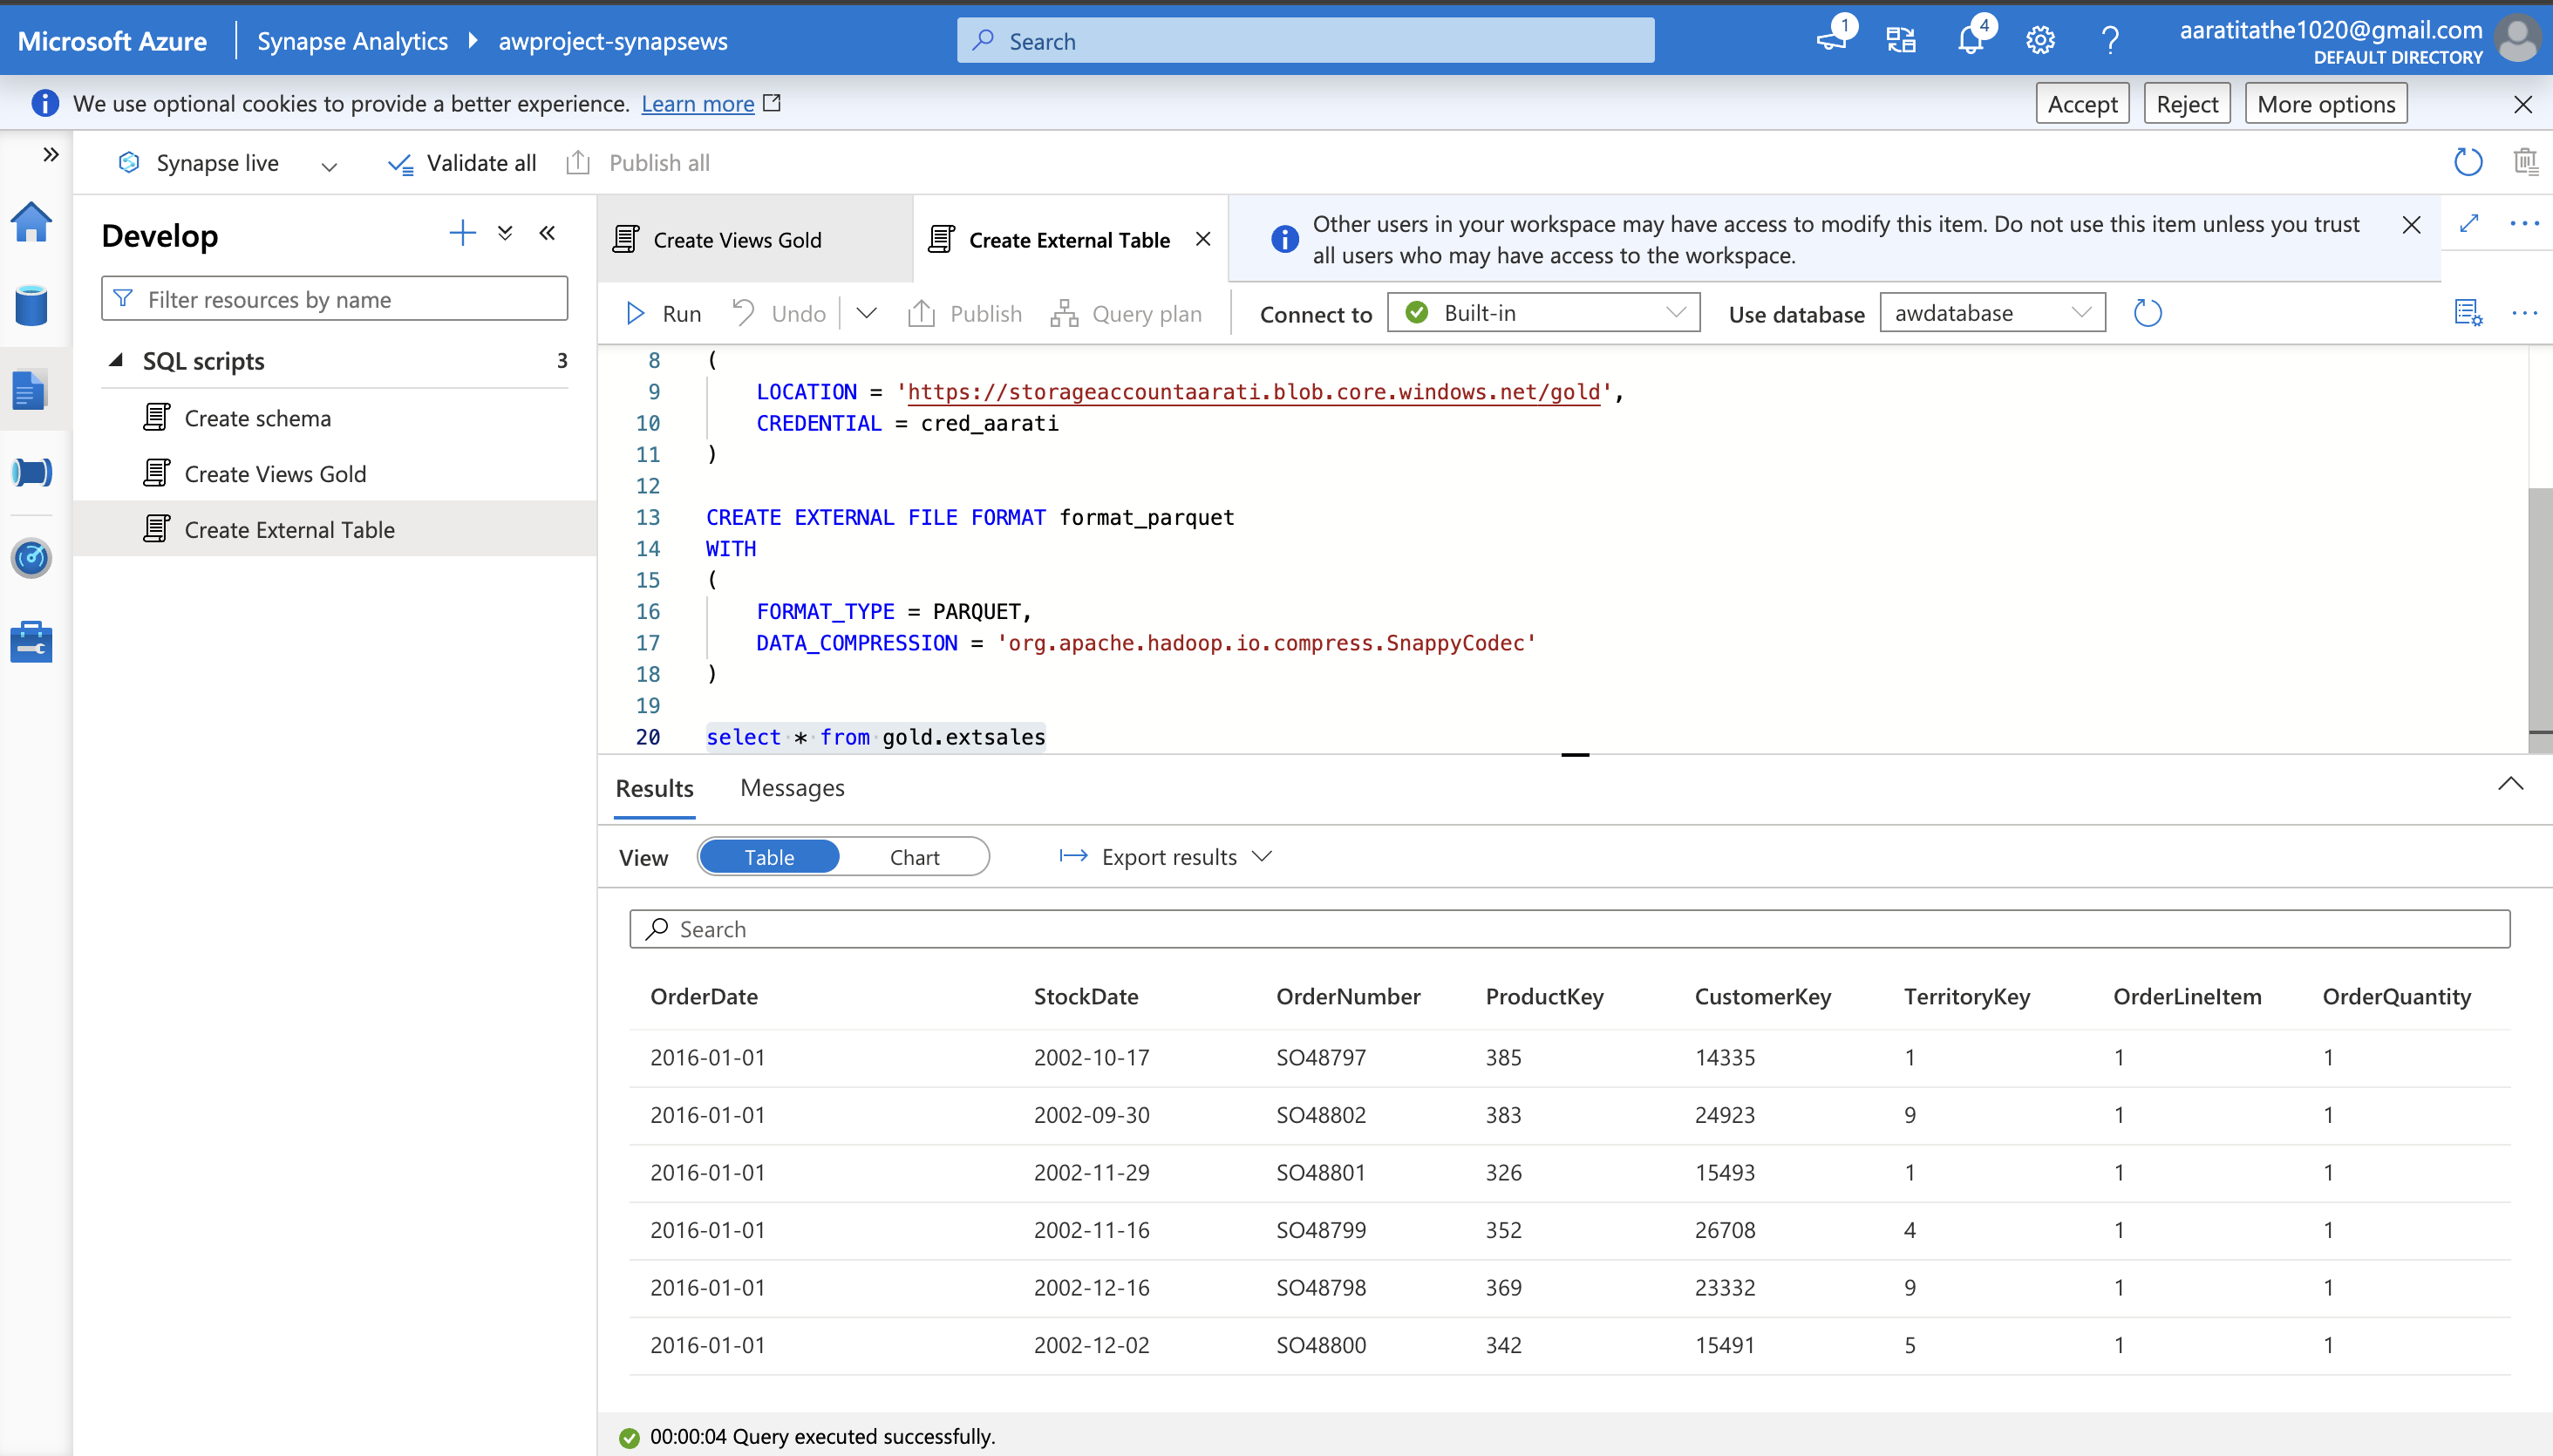 Microsoft Azure Synapse Analytics awproject-synapsews Search 1 4 aaratitathe1020@gmail.com
DEFAULT DIRECTORY
We use optional cookies to provide a better experience. Learn more Accept Reject More options
Synapse live Validate all Publish all
Develop
Filter resources by name
SQL scripts 3
Create schema
Create Views Gold
Create External Table
Create Views Gold Create External Table
Other users in your workspace may have access to modify this item. Do not use this item unless you trust
all users who may have access to the workspace.
Run Undo Publish Query plan Connect to Built-in Use database awdatabase
8 (
9 LOCATION = 'https://storageaccountaarati.blob.core.windows.net/gold',
10 CREDENTIAL = cred_aarati
11 )
12
13 CREATE EXTERNAL FILE FORMAT format_parquet
14 WITH
15 (
16 FORMAT_TYPE = PARQUET,
17 DATA_COMPRESSION = 'org.apache.hadoop.io.compress.SnappyCodec'
18 )
19
20 select * from gold.extsales
Results Messages
View Table Chart Export results
Search
OrderDate StockDate OrderNumber ProductKey CustomerKey TerritoryKey OrderLineItem OrderQuantity
2016-01-01 2002-10-17 SO48797 385 14335 1 1 1
2016-01-01 2002-09-30 SO48802 383 24923 9 1 1
2016-01-01 2002-11-29 SO48801 326 15493 1 1 1
2016-01-01 2002-11-16 SO48799 352 26708 4 1 1
2016-01-01 2002-12-16 SO48798 369 23332 9 1 1
2016-01-01 2002-12-02 SO48800 342 15491 5 1 1
00:00:04 Query executed successfully.